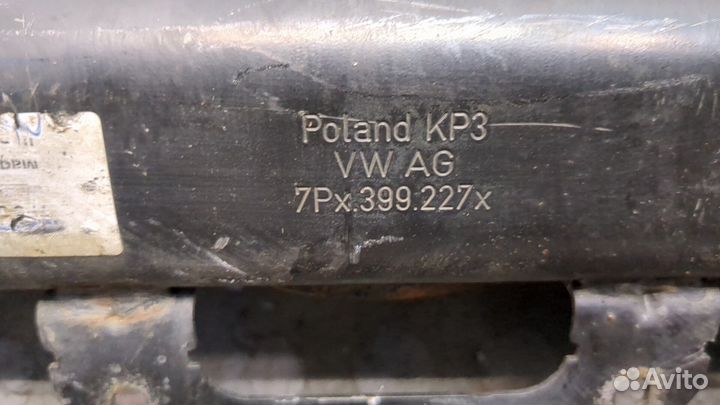 Poland KP3
VW AG
7Px.399.227x
Avito